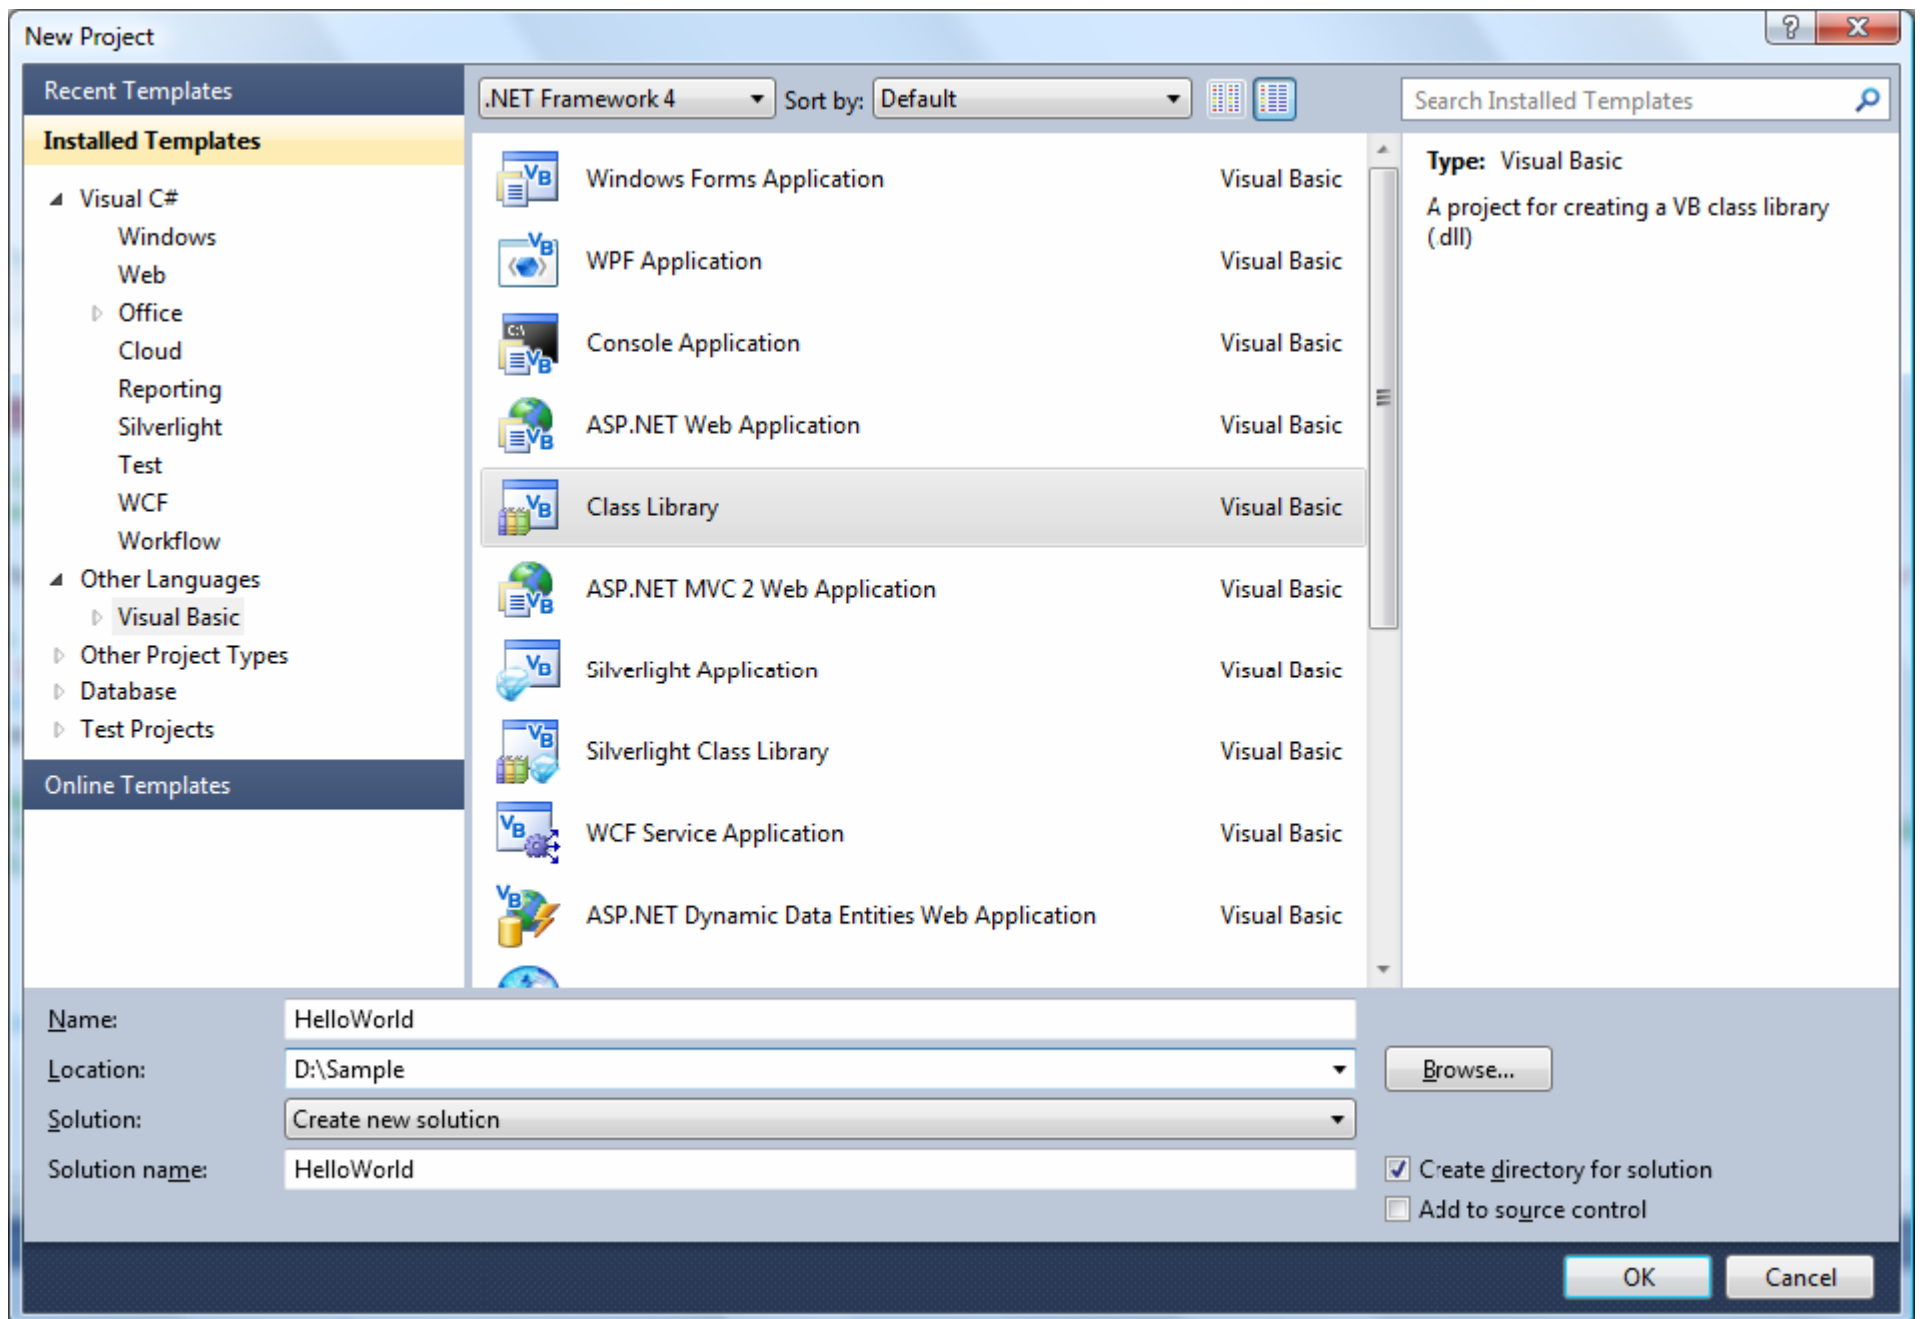 New Project
Recent Templates
Installed Templates
Visual C#
Windows
Web
Office
Cloud
Reporting
Silverlight
Test
WCF
Workflow
Other Languages
Visual Basic
Other Project Types
Database
Test Projects
Online Templates
.NET Framework 4 Sort by: Default
Windows Forms Application Visual Basic
WPF Application Visual Basic
Console Application Visual Basic
ASP.NET Web Application Visual Basic
Class Library Visual Basic
ASP.NET MVC 2 Web Application Visual Basic
Silverlight Application Visual Basic
Silverlight Class Library Visual Basic
WCF Service Application Visual Basic
ASP.NET Dynamic Data Entities Web Application Visual Basic
Search Installed Templates
Type: Visual Basic
A project for creating a VB class library
(.dll)
Name: HelloWorld
Location: D:\Sample Browse...
Solution: Create new solution
Solution name: HelloWorld
Create directory for solution
Add to source control
OK Cancel